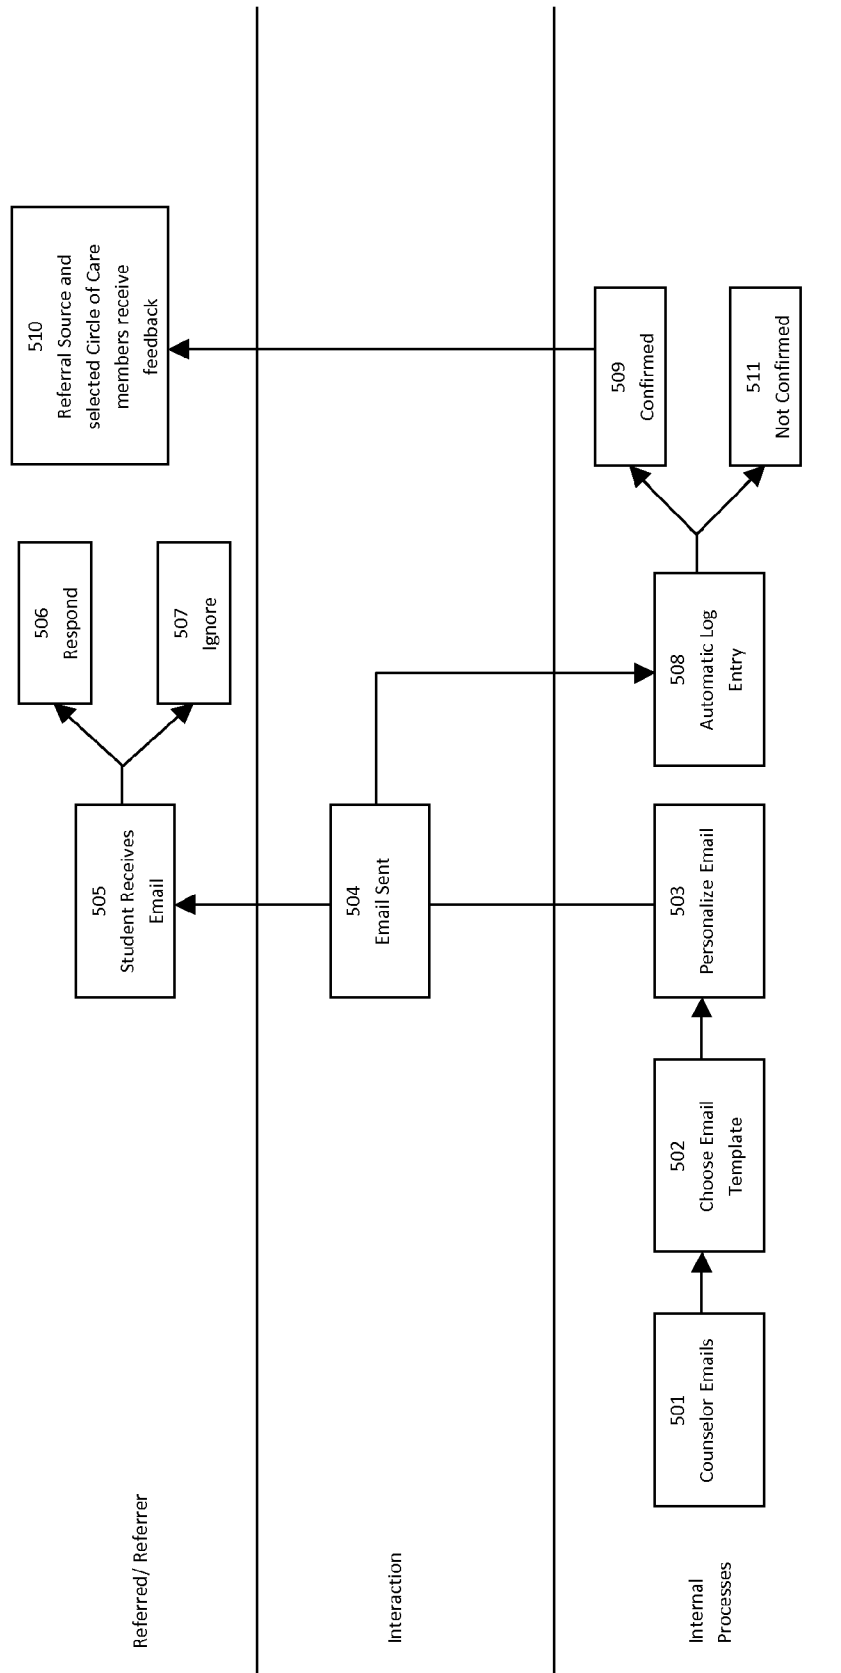 Referred/ Referrer
505
Student Receives
Email
506
Respond
507
Ignore
510
Referral Source and
selected Circle of Care
members receive
feedback
Interaction
504
Email Sent
Internal
Processes
501
Counselor Emails
502
Choose Email
Template
503
Personalize Email
508
Automatic Log
Entry
509
Confirmed
511
Not Confirmed